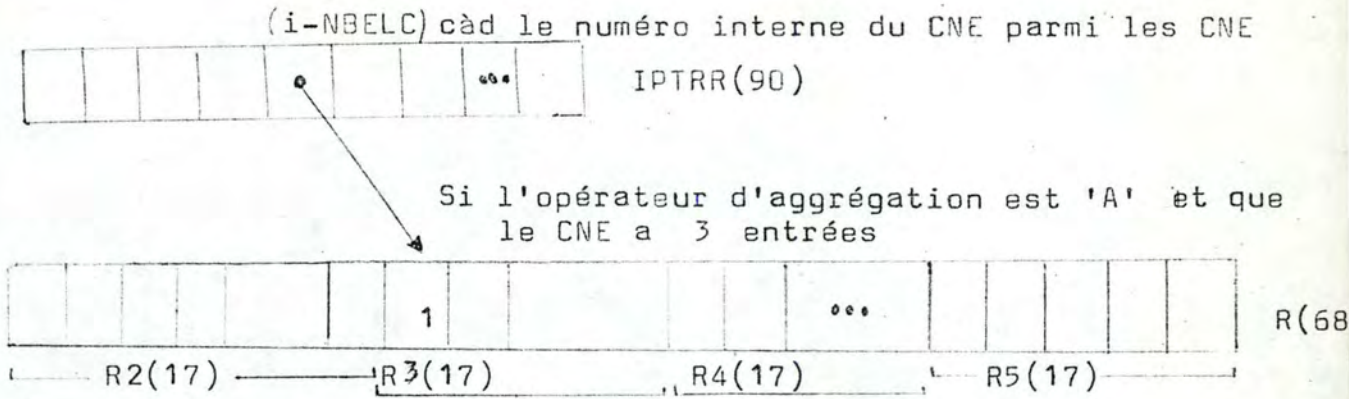 (i-NBELC) càd le numéro interne du CNE parmi les CNE
... IPTRR(90)
Si l'opérateur d'aggrégation est 'A' et que
le CNE a 3 entrées
1 ... R(68
R2(17) R3(17) R4(17) R5(17)